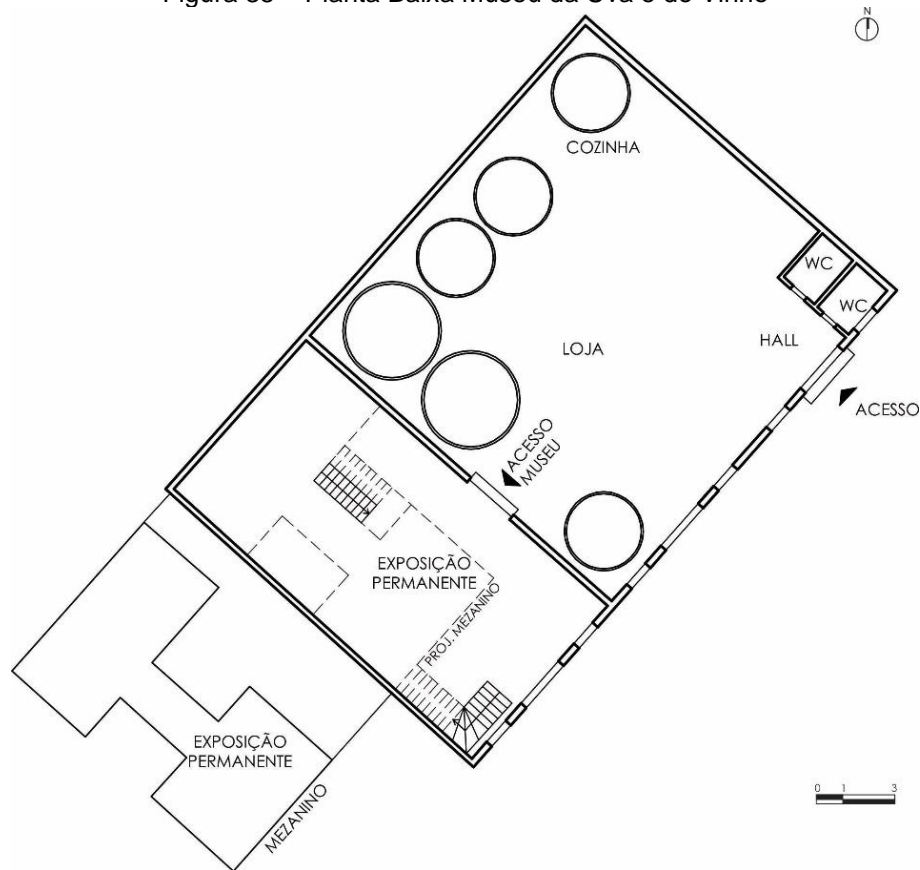 Figura – Planta Baixa Museu da Uva e do Vinho
N
COZINHA
WC
WC
LOJA
HALL
ACESSO
ACESSO
MUSEU
EXPOSIÇÃO
PERMANENTE
PROJ. MEZANINO
EXPOSIÇÃO
PERMANENTE
MEZANINO
0 1 3